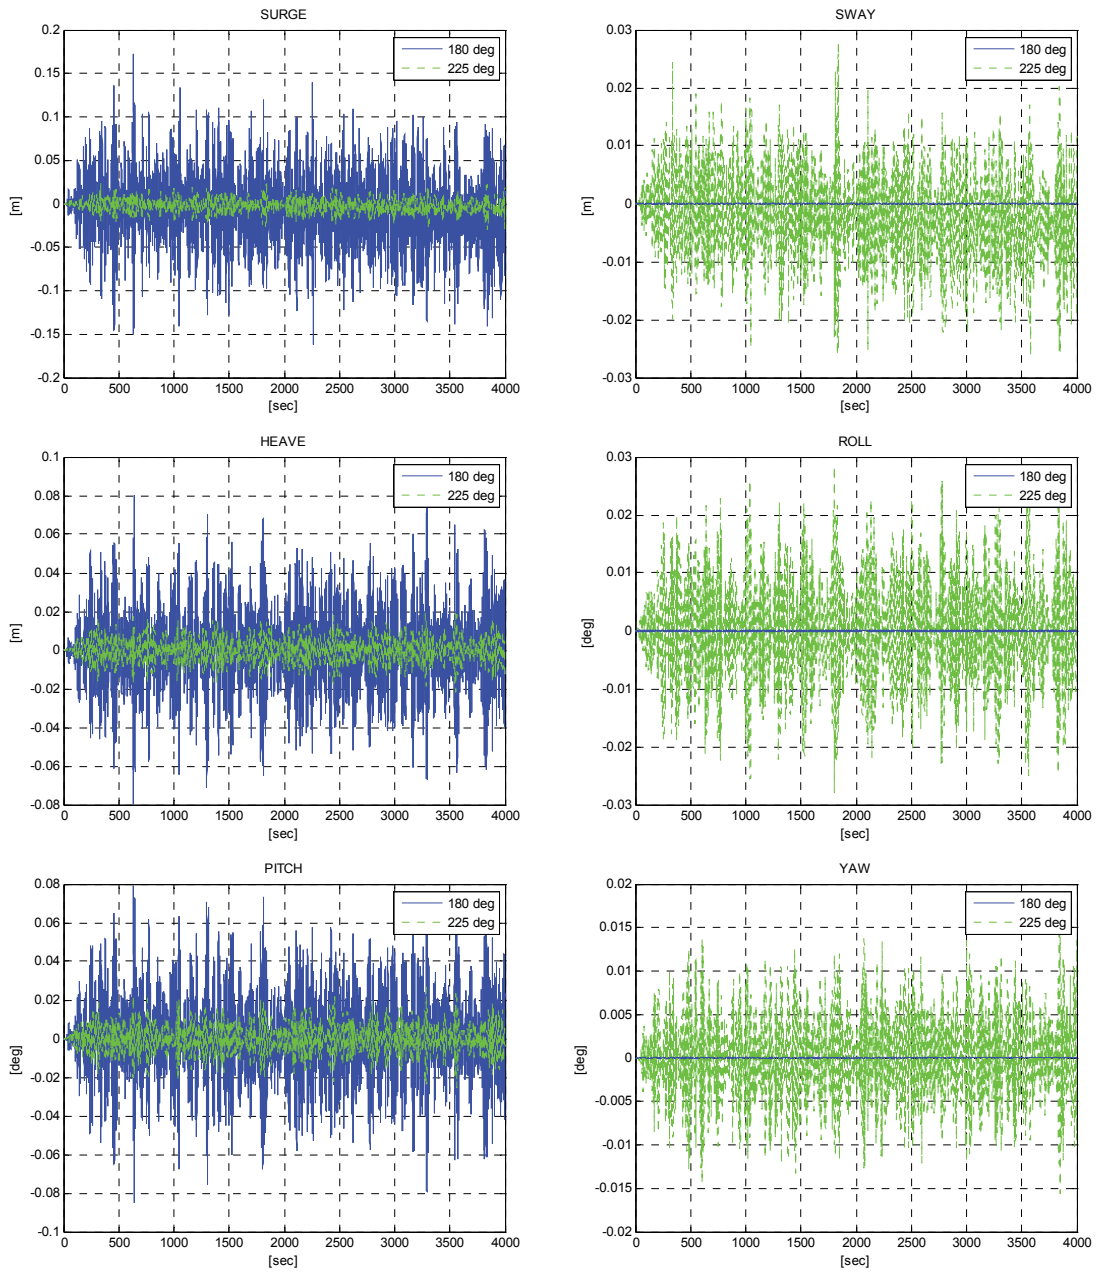 SURGE
0.2
0.15
0.1
0.05
0
-0.05
-0.1
-0.15
-0.2
[m]
0 500 1000 1500 2000 2500 3000 3500 4000
[sec]
180 deg
225 deg
SWAY
0.03
0.02
0.01
0
-0.01
-0.02
-0.03
[m]
0 500 1000 1500 2000 2500 3000 3500 4000
[sec]
180 deg
225 deg
HEAVE
0.1
0.08
0.06
0.04
0.02
0
-0.02
-0.04
-0.06
-0.08
[m]
0 500 1000 1500 2000 2500 3000 3500 4000
[sec]
180 deg
225 deg
ROLL
0.03
0.02
0.01
0
-0.01
-0.02
-0.03
[deg]
0 500 1000 1500 2000 2500 3000 3500 4000
[sec]
180 deg
225 deg
PITCH
0.08
0.06
0.04
0.02
0
-0.02
-0.04
-0.06
-0.08
-0.1
[deg]
0 500 1000 1500 2000 2500 3000 3500 4000
[sec]
180 deg
225 deg
YAW
0.02
0.015
0.01
0.005
0
-0.005
-0.01
-0.015
-0.02
[deg]
0 500 1000 1500 2000 2500 3000 3500 4000
[sec]
180 deg
225 deg